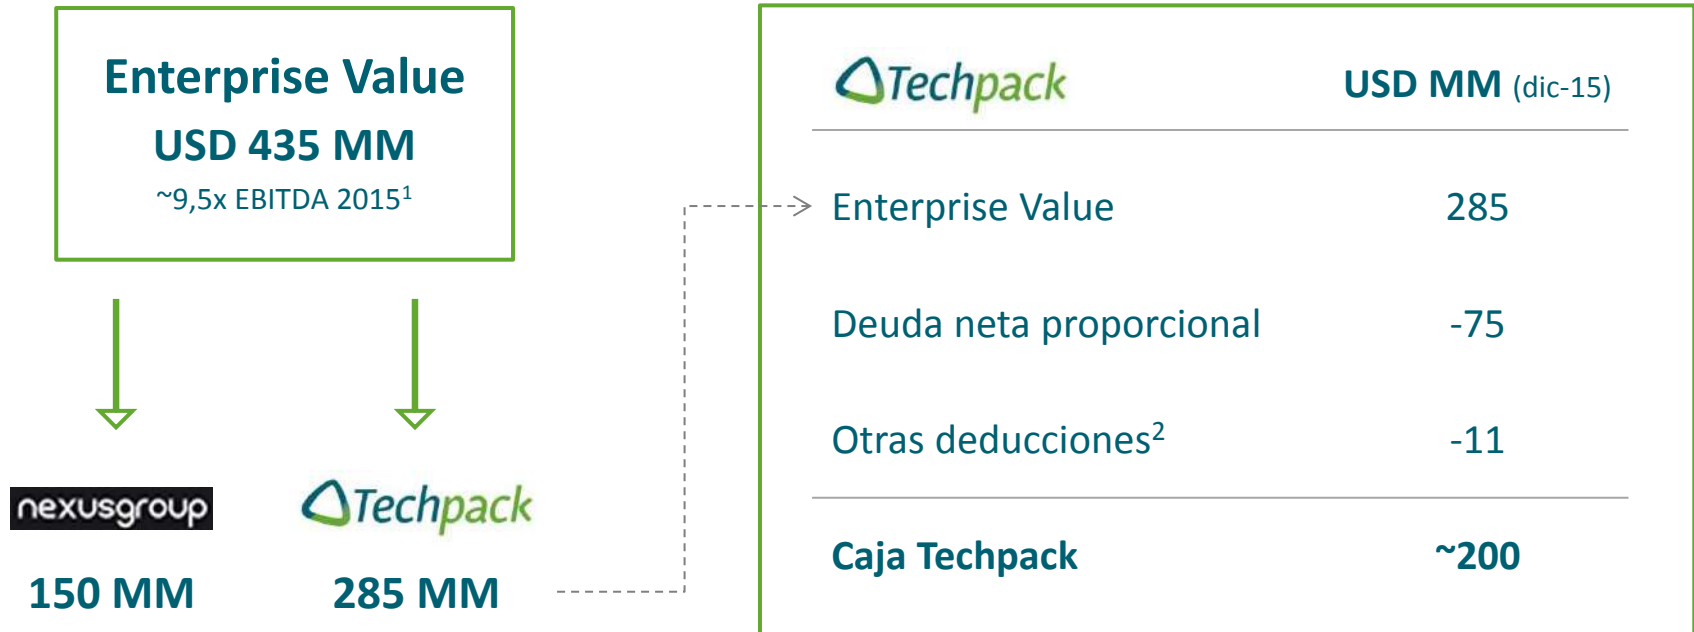 Enterprise Value
USD 435 MM
~9,5x EBITDA 2015¹
nexusgroup
Techpack
150 MM
285 MM
Techpack USD MM (dic-15)
Enterprise Value 285
Deuda neta proporcional -75
Otras deducciones² -11
Caja Techpack ~200